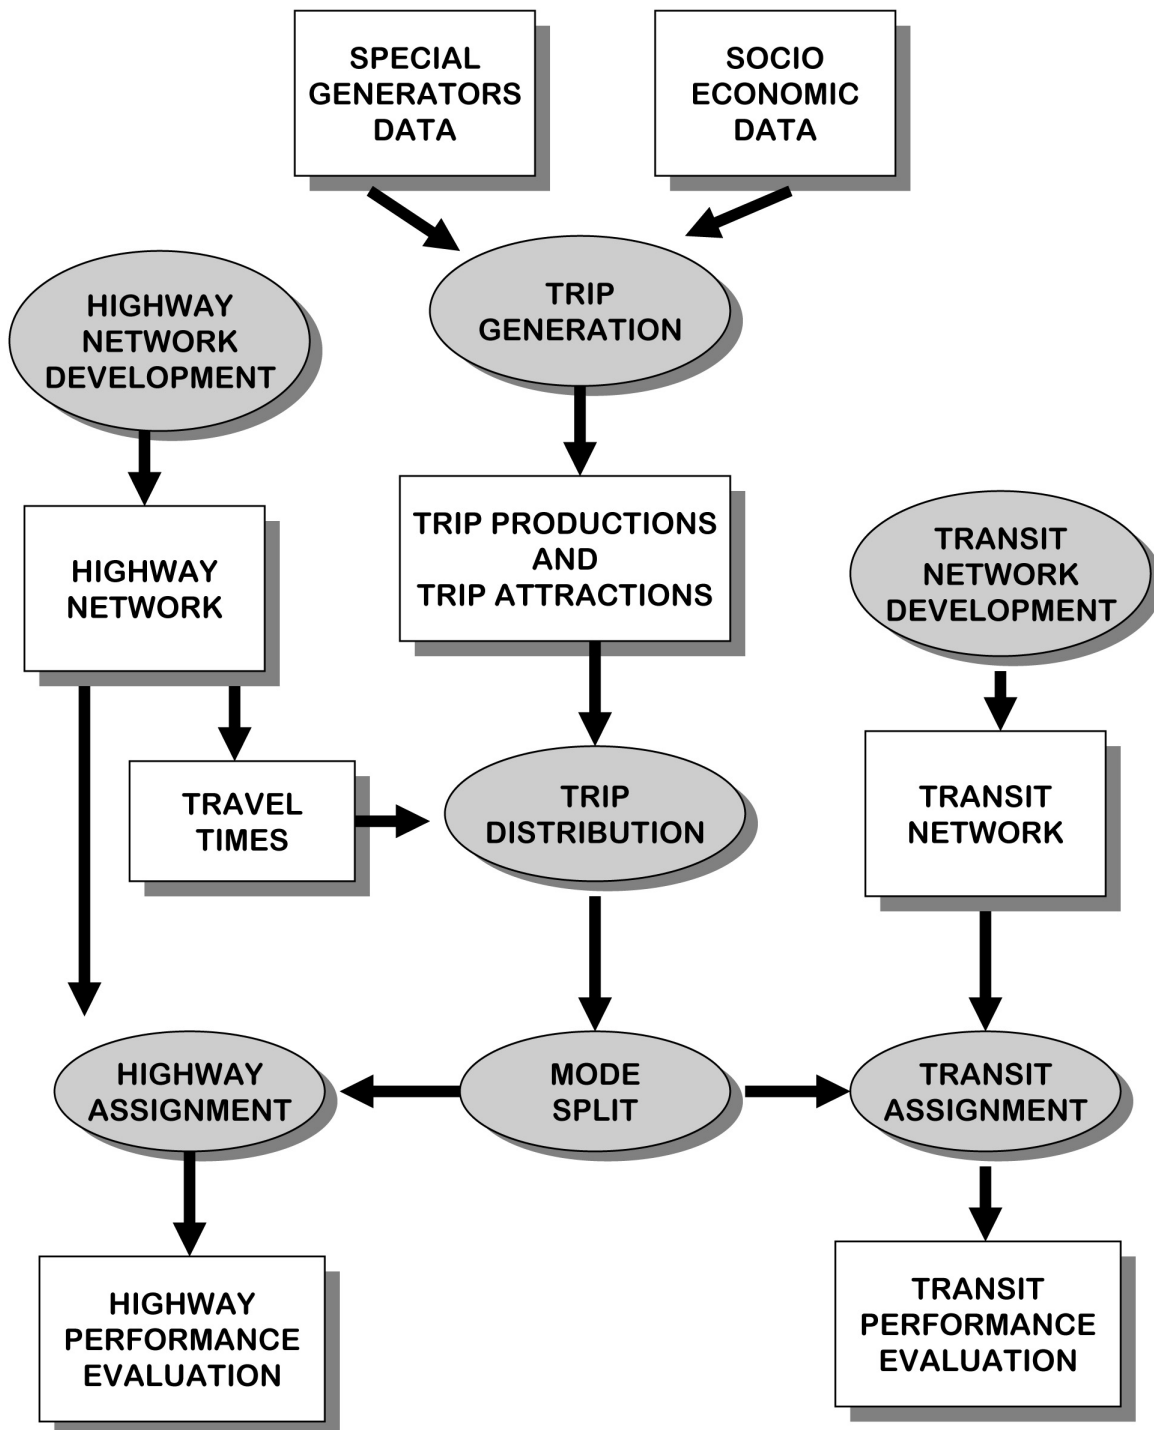 SPECIAL
GENERATORS
DATA
SOCIO
ECONOMIC
DATA
HIGHWAY
NETWORK
DEVELOPMENT
TRIP
GENERATION
HIGHWAY
NETWORK
TRIP PRODUCTIONS
AND
TRIP ATTRACTIONS
TRANSIT
NETWORK
DEVELOPMENT
TRAVEL
TIMES
TRIP
DISTRIBUTION
TRANSIT
NETWORK
HIGHWAY
ASSIGNMENT
MODE
SPLIT
TRANSIT
ASSIGNMENT
HIGHWAY
PERFORMANCE
EVALUATION
TRANSIT
PERFORMANCE
EVALUATION